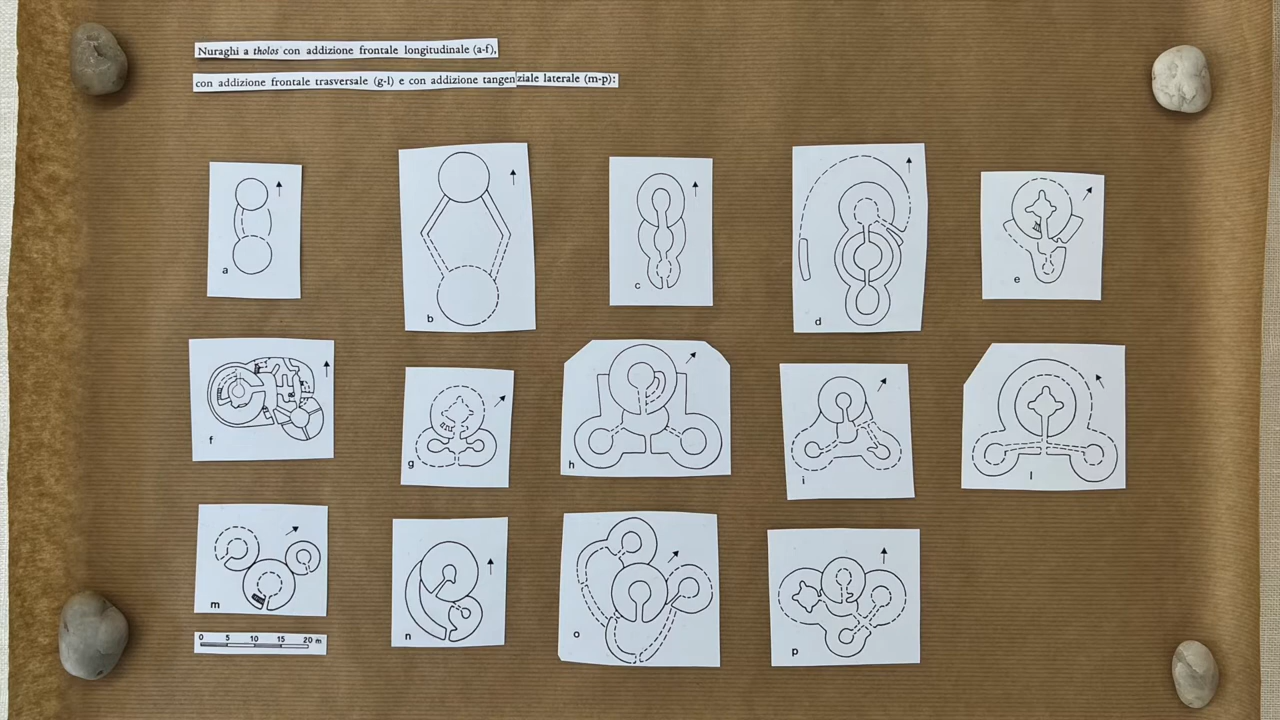 Nuraghi a tholos con addizione frontale longitudinale (a-f),
con addizione frontale trasversale (g-l) e con addizione tangenziale laterale (m-p):
a
b
c
d
e
f
g
h
i
l
m
n
o
p
0 5 10 15 20 m